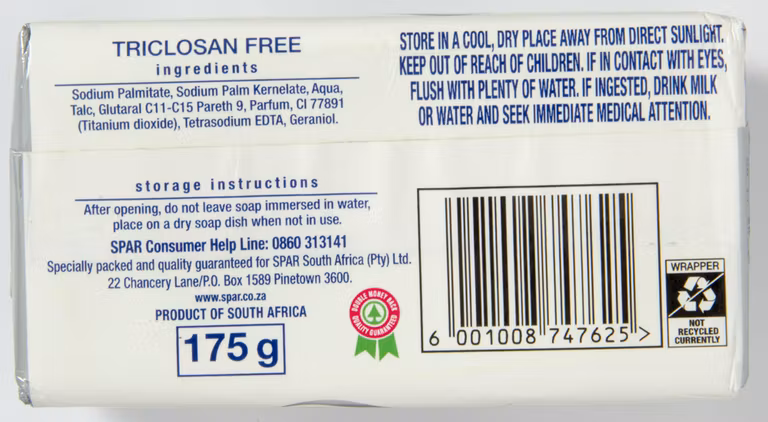 TRICLOSAN FREE
ingredients
Sodium Palmitate, Sodium Palm Kernelate, Aqua,
Talc, Glutaral C11-C15 Pareth 9, Parfum, CI 77891
(Titanium dioxide), Tetrasodium EDTA, Geraniol.
STORE IN A COOL, DRY PLACE AWAY FROM DIRECT SUNLIGHT.
KEEP OUT OF REACH OF CHILDREN. IF IN CONTACT WITH EYES,
FLUSH WITH PLENTY OF WATER. IF INGESTED, DRINK MILK
OR WATER AND SEEK IMMEDIATE MEDICAL ATTENTION.
storage instructions
After opening, do not leave soap immersed in water,
place on a dry soap dish when not in use.
SPAR Consumer Help Line: 0860 313141
Specially packed and quality guaranteed for SPAR South Africa (Pty) Ltd.
22 Chancery Lane/P.O. Box 1589 Pinetown 3600.
www.spar.co.za
PRODUCT OF SOUTH AFRICA
175 g
DOUBLE MONEY BACK
QUALITY GUARANTEED
6 001008 747625 >
WRAPPER
NOT
RECYCLED
CURRENTLY